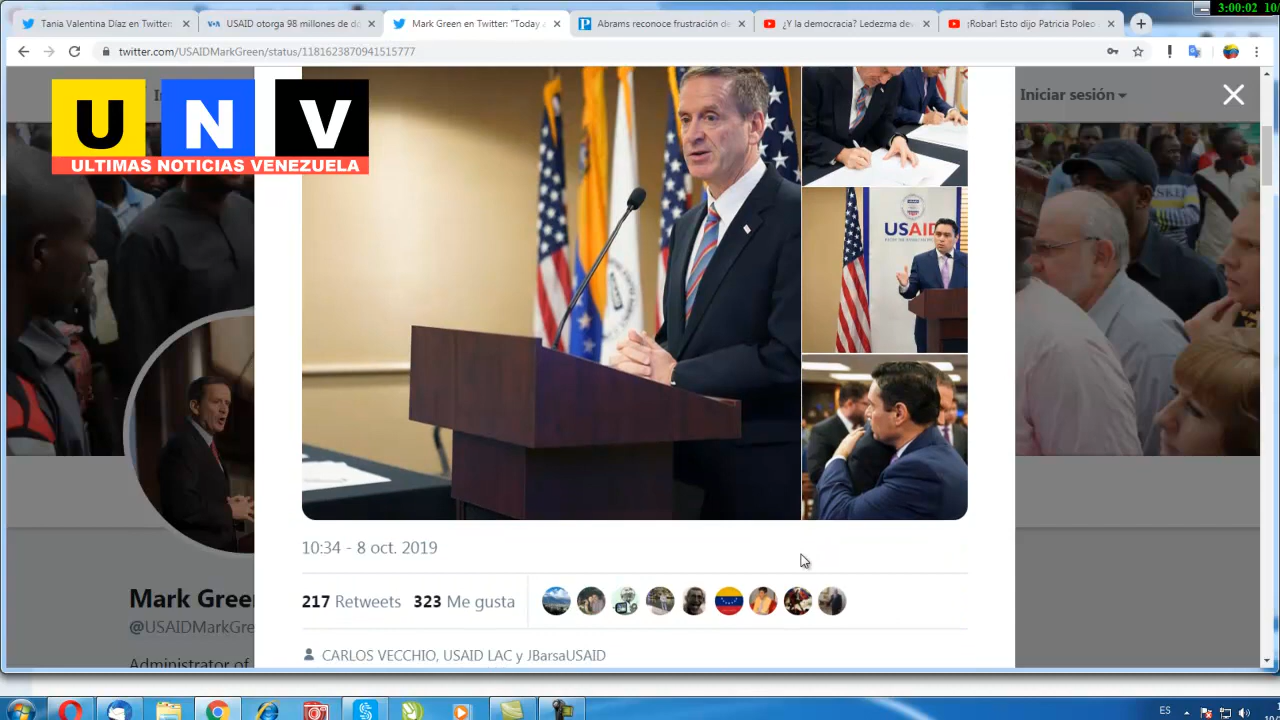 3:00:02 10/
Tania Valentina Díaz en Twitter:
USAID otorga 98 millones de dó
Mark Green en Twitter: "Today
Abrams reconoce frustración de
¿Y la democracia? Ledezma de
¡Robar! Esto dijo Patricia Poleo
twitter.com/USAIDMarkGreen/status/1181623870941515777
Iniciar sesión
UNV
ULTIMAS NOTICIAS VENEZUELA
USAID
10:34 - 8 oct. 2019
217 Retweets 323 Me gusta
Mark Green
@USAIDMarkGre
CARLOS VECCHIO, USAID LAC y JBarsaUSAID
Administrator of
ES